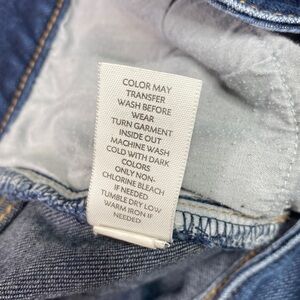 COLOR MAY
TRANSFER
WASH BEFORE
WEAR
TURN GARMENT
INSIDE OUT
MACHINE WASH
COLD WITH DARK
COLORS
ONLY NON-
CHLORINE BLEACH
IF NEEDED
TUMBLE DRY LOW
WARM IRON IF
NEEDED